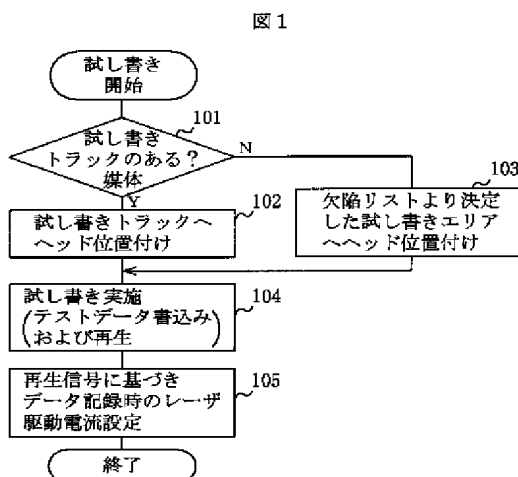 図1
試し書き
開始
101
試し書き
トラックのある?
媒体
N
Y
102
試し書きトラックへ
ヘッド位置付け
103
欠陥リストより決定
した試し書きエリア
へヘッド位置付け
104
試し書き実施
(テストデータ書込み
および再生)
105
再生信号に基づき
データ記録時のレーザ
駆動電流設定
終了